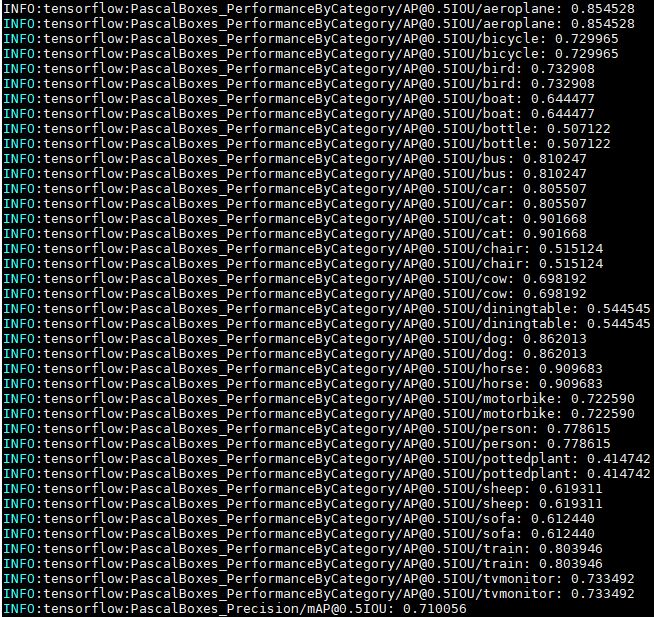 INFO:tensorflow:PascalBoxes_PerformanceByCategory/AP@0.5IOU/aeroplane: 0.854528
INFO:tensorflow:PascalBoxes_PerformanceByCategory/AP@0.5IOU/aeroplane: 0.854528
INFO:tensorflow:PascalBoxes_PerformanceByCategory/AP@0.5IOU/bicycle: 0.729965
INFO:tensorflow:PascalBoxes_PerformanceByCategory/AP@0.5IOU/bicycle: 0.729965
INFO:tensorflow:PascalBoxes_PerformanceByCategory/AP@0.5IOU/bird: 0.732908
INFO:tensorflow:PascalBoxes_PerformanceByCategory/AP@0.5IOU/bird: 0.732908
INFO:tensorflow:PascalBoxes_PerformanceByCategory/AP@0.5IOU/boat: 0.644477
INFO:tensorflow:PascalBoxes_PerformanceByCategory/AP@0.5IOU/boat: 0.644477
INFO:tensorflow:PascalBoxes_PerformanceByCategory/AP@0.5IOU/bottle: 0.507122
INFO:tensorflow:PascalBoxes_PerformanceByCategory/AP@0.5IOU/bottle: 0.507122
INFO:tensorflow:PascalBoxes_PerformanceByCategory/AP@0.5IOU/bus: 0.810247
INFO:tensorflow:PascalBoxes_PerformanceByCategory/AP@0.5IOU/bus: 0.810247
INFO:tensorflow:PascalBoxes_PerformanceByCategory/AP@0.5IOU/car: 0.805507
INFO:tensorflow:PascalBoxes_PerformanceByCategory/AP@0.5IOU/car: 0.805507
INFO:tensorflow:PascalBoxes_PerformanceByCategory/AP@0.5IOU/cat: 0.901668
INFO:tensorflow:PascalBoxes_PerformanceByCategory/AP@0.5IOU/cat: 0.901668
INFO:tensorflow:PascalBoxes_PerformanceByCategory/AP@0.5IOU/chair: 0.515124
INFO:tensorflow:PascalBoxes_PerformanceByCategory/AP@0.5IOU/chair: 0.515124
INFO:tensorflow:PascalBoxes_PerformanceByCategory/AP@0.5IOU/cow: 0.698192
INFO:tensorflow:PascalBoxes_PerformanceByCategory/AP@0.5IOU/cow: 0.698192
INFO:tensorflow:PascalBoxes_PerformanceByCategory/AP@0.5IOU/diningtable: 0.544545
INFO:tensorflow:PascalBoxes_PerformanceByCategory/AP@0.5IOU/diningtable: 0.544545
INFO:tensorflow:PascalBoxes_PerformanceByCategory/AP@0.5IOU/dog: 0.862013
INFO:tensorflow:PascalBoxes_PerformanceByCategory/AP@0.5IOU/dog: 0.862013
INFO:tensorflow:PascalBoxes_PerformanceByCategory/AP@0.5IOU/horse: 0.909683
INFO:tensorflow:PascalBoxes_PerformanceByCategory/AP@0.5IOU/horse: 0.909683
INFO:tensorflow:PascalBoxes_PerformanceByCategory/AP@0.5IOU/motorbike: 0.722590
INFO:tensorflow:PascalBoxes_PerformanceByCategory/AP@0.5IOU/motorbike: 0.722590
INFO:tensorflow:PascalBoxes_PerformanceByCategory/AP@0.5IOU/person: 0.778615
INFO:tensorflow:PascalBoxes_PerformanceByCategory/AP@0.5IOU/person: 0.778615
INFO:tensorflow:PascalBoxes_PerformanceByCategory/AP@0.5IOU/pottedplant: 0.414742
INFO:tensorflow:PascalBoxes_PerformanceByCategory/AP@0.5IOU/pottedplant: 0.414742
INFO:tensorflow:PascalBoxes_PerformanceByCategory/AP@0.5IOU/sheep: 0.619311
INFO:tensorflow:PascalBoxes_PerformanceByCategory/AP@0.5IOU/sheep: 0.619311
INFO:tensorflow:PascalBoxes_PerformanceByCategory/AP@0.5IOU/sofa: 0.612440
INFO:tensorflow:PascalBoxes_PerformanceByCategory/AP@0.5IOU/sofa: 0.612440
INFO:tensorflow:PascalBoxes_PerformanceByCategory/AP@0.5IOU/train: 0.803946
INFO:tensorflow:PascalBoxes_PerformanceByCategory/AP@0.5IOU/train: 0.803946
INFO:tensorflow:PascalBoxes_PerformanceByCategory/AP@0.5IOU/tvmonitor: 0.733492
INFO:tensorflow:PascalBoxes_PerformanceByCategory/AP@0.5IOU/tvmonitor: 0.733492
INFO:tensorflow:PascalBoxes_Precision/mAP@0.5IOU: 0.710056